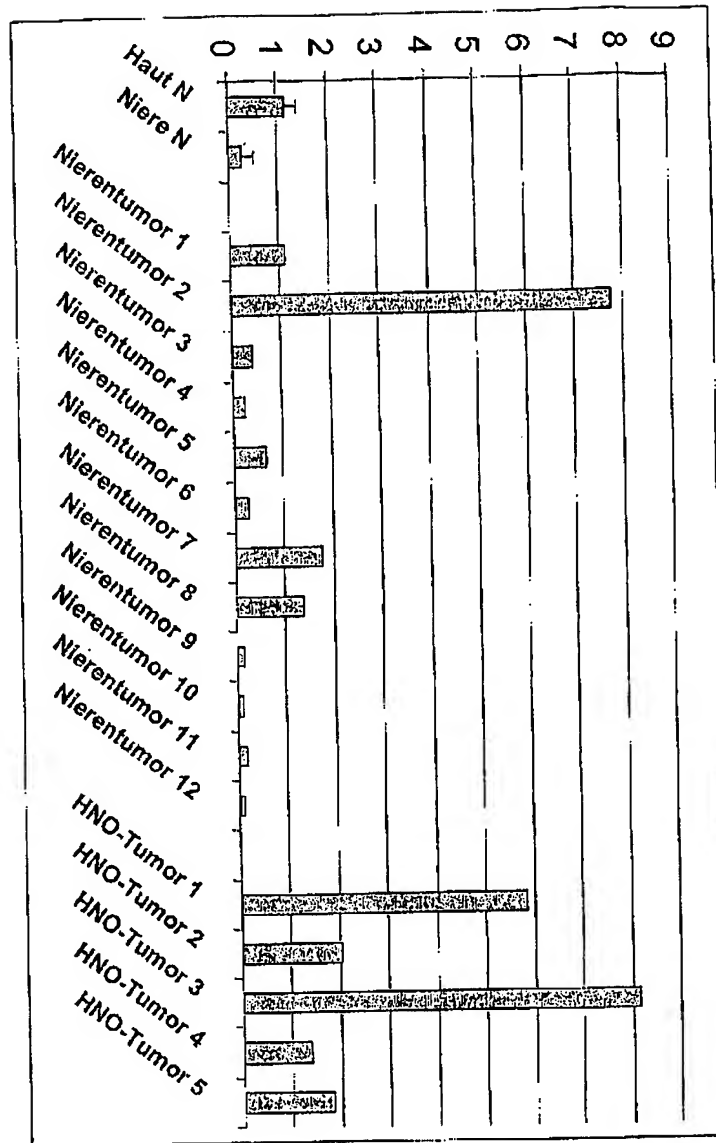 0 1 2 3 4 5 6 7 8 9
Haut N
Niere N
Nierentumor 1
Nierentumor 2
Nierentumor 3
Nierentumor 4
Nierentumor 5
Nierentumor 6
Nierentumor 7
Nierentumor 8
Nierentumor 9
Nierentumor 10
Nierentumor 11
Nierentumor 12
HNO-Tumor 1
HNO-Tumor 2
HNO-Tumor 3
HNO-Tumor 4
HNO-Tumor 5